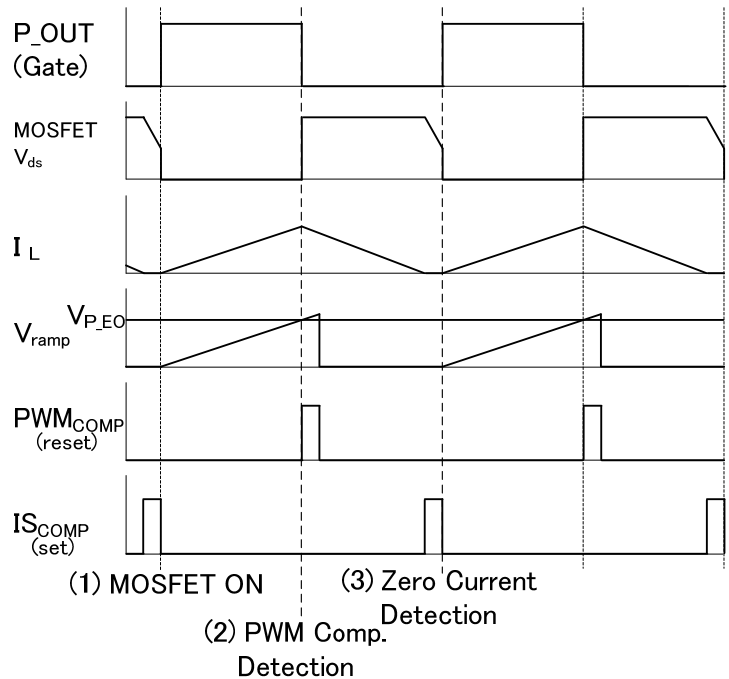 P_OUT
(Gate)
MOSFET
Vds
I L
VP_EO
Vramp
PWMCOMP
(reset)
ISCOMP
(set)
(1) MOSFET ON
(3) Zero Current
Detection
(2) PWM Comp.
Detection